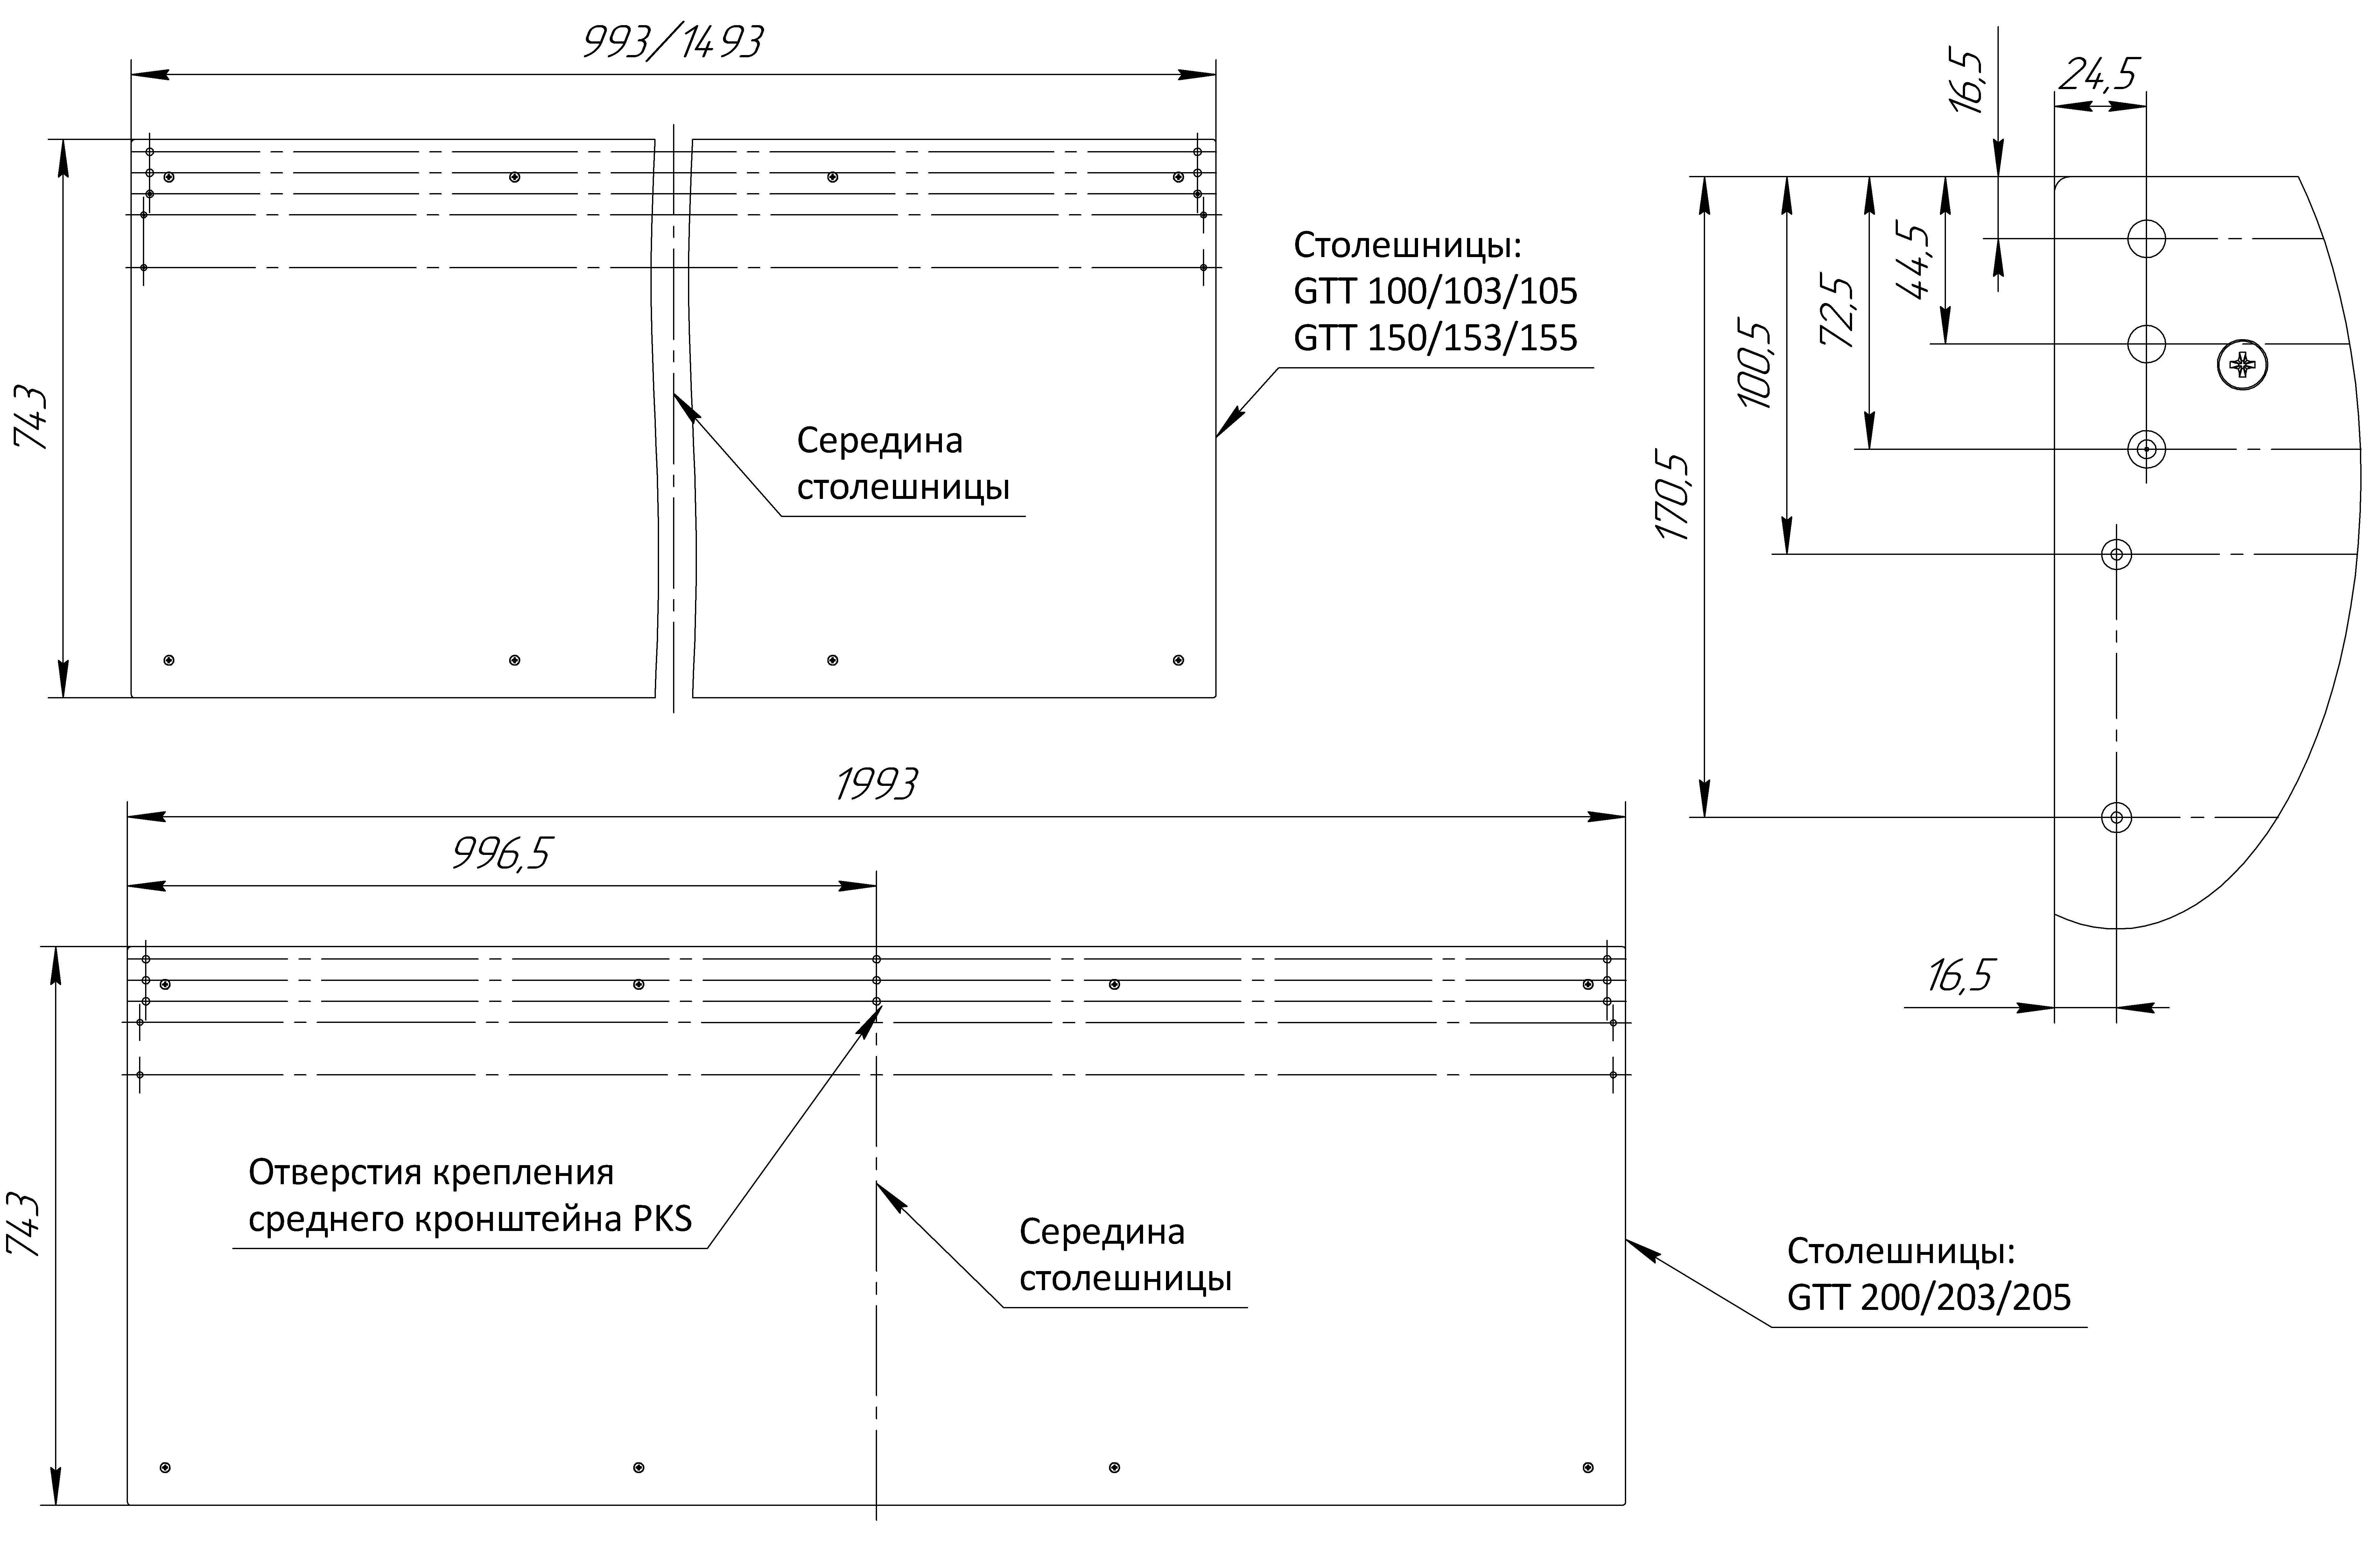 993/1493
743
Столешницы:
GTT 100/103/105
GTT 150/153/155
Середина
столешницы
16,5
24,5
44,5
72,5
100,5
170,5
16,5
1993
996,5
743
Отверстия крепления
среднего кронштейна PKS
Середина
столешницы
Столешницы:
GTT 200/203/205